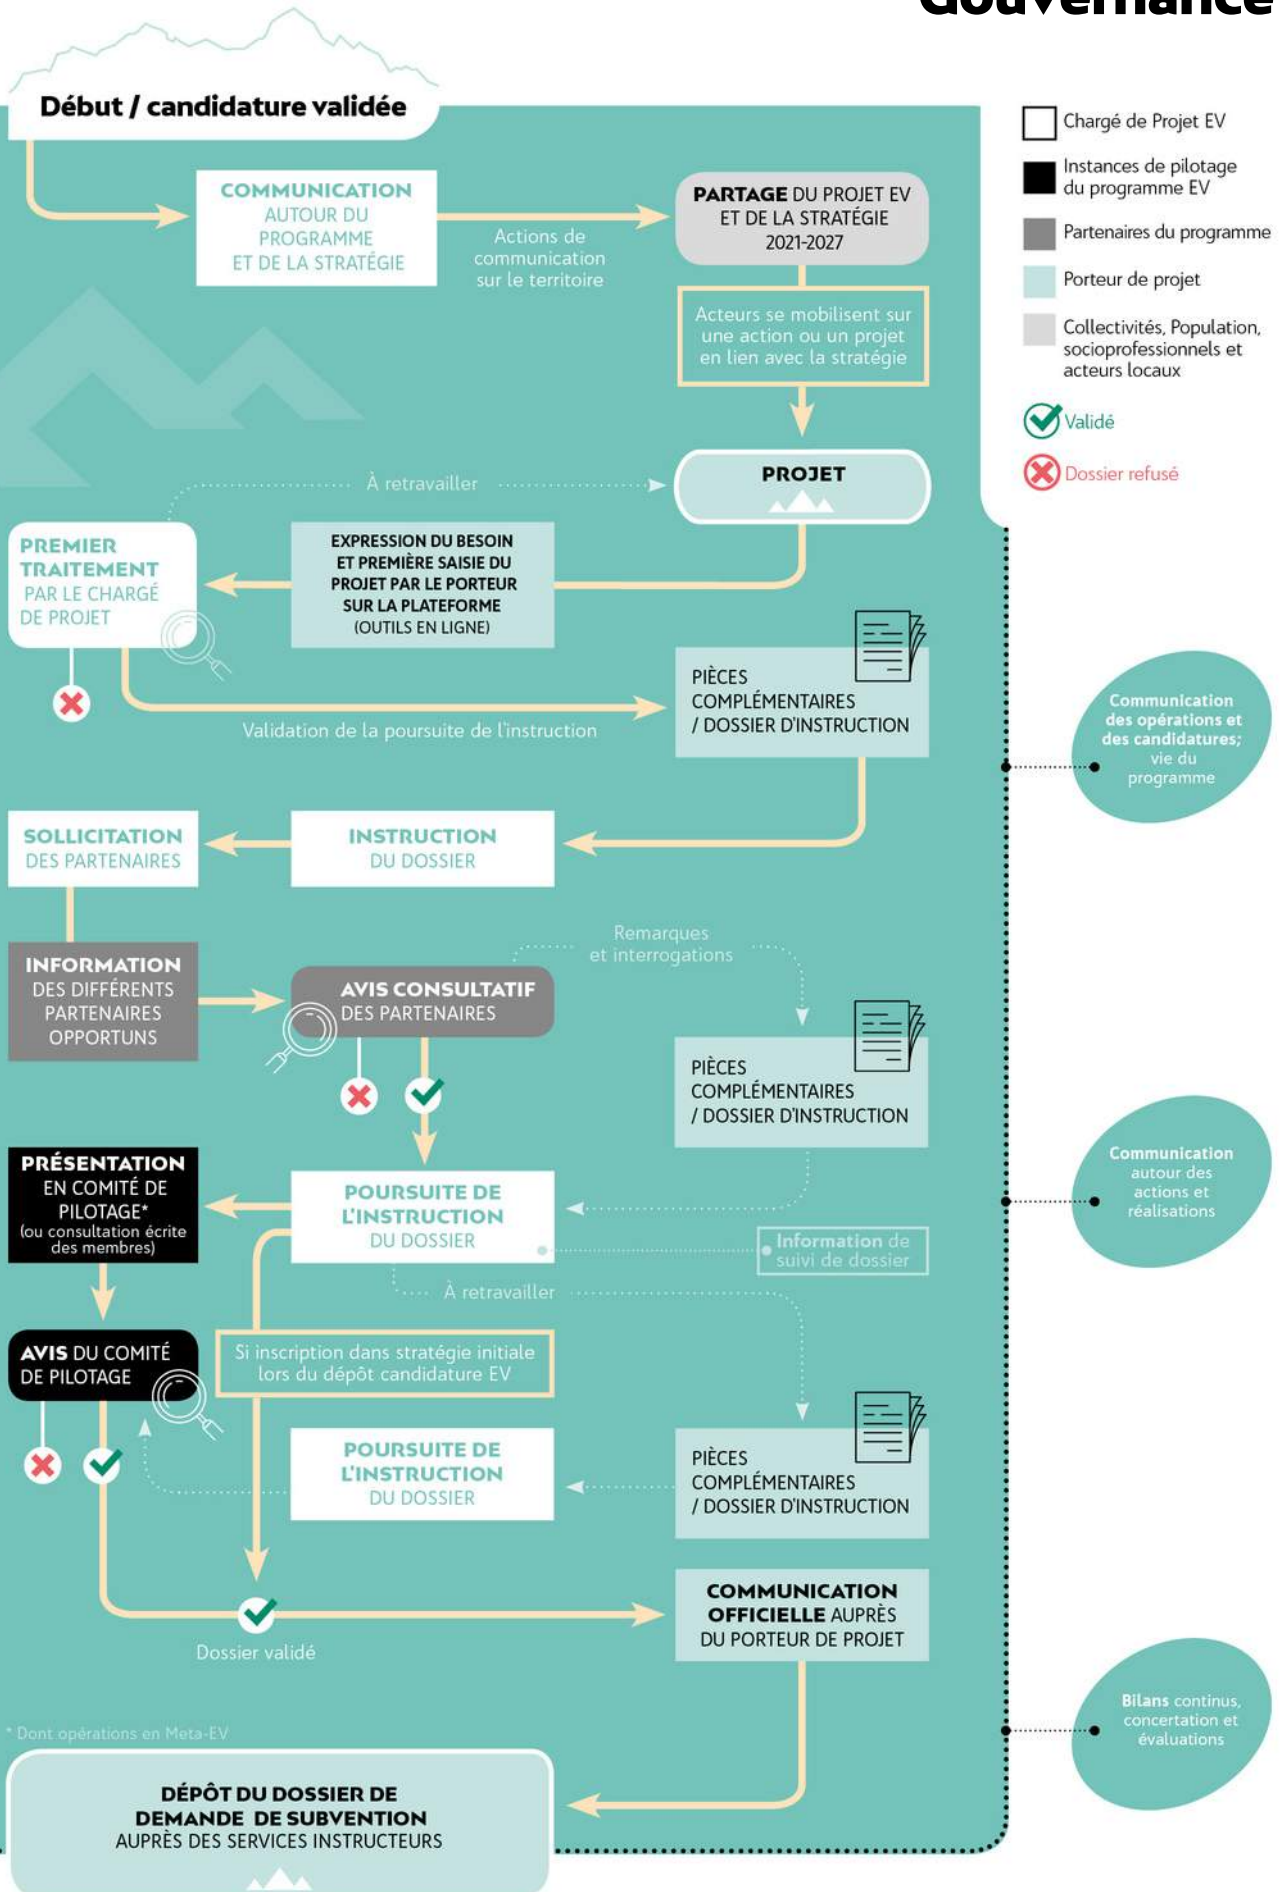 Gouvernance
Début / candidature validée
Chargé de Projet EV
Instances de pilotage
du programme EV
Partenaires du programme
Porteur de projet
Collectivités, Population,
socioprofessionnels et
acteurs locaux
Validé
Dossier refusé
COMMUNICATION
AUTOUR DU
PROGRAMME
ET DE LA STRATÉGIE
Actions de
communication
sur le territoire
PARTAGE DU PROJET EV
ET DE LA STRATÉGIE
2021-2027
Acteurs se mobilisent sur
une action ou un projet
en lien avec la stratégie
À retravailler
PROJET
PREMIER
TRAITEMENT
PAR LE CHARGÉ
DE PROJET
EXPRESSION DU BESOIN
ET PREMIÈRE SAISIE DU
PROJET PAR LE PORTEUR
SUR LA PLATEFORME
(OUTILS EN LIGNE)
Validation de la poursuite de l'instruction
PIÈCES
COMPLÉMENTAIRES
/ DOSSIER D'INSTRUCTION
Communication
des opérations et
des candidatures;
vie du
programme
SOLLICITATION
DES PARTENAIRES
INSTRUCTION
DU DOSSIER
Remarques
et interrogations
INFORMATION
DES DIFFÉRENTS
PARTENAIRES
OPPORTUNS
AVIS CONSULTATIF
DES PARTENAIRES
PIÈCES
COMPLÉMENTAIRES
/ DOSSIER D'INSTRUCTION
PRÉSENTATION
EN COMITÉ DE
PILOTAGE*
(ou consultation écrite
des membres)
POURSUITE DE
L'INSTRUCTION
DU DOSSIER
Information de
suivi de dossier
Communication
autour des
actions et
réalisations
À retravailler
AVIS DU COMITÉ
DE PILOTAGE
Si inscription dans stratégie initiale
lors du dépôt candidature EV
POURSUITE DE
L'INSTRUCTION
DU DOSSIER
PIÈCES
COMPLÉMENTAIRES
/ DOSSIER D'INSTRUCTION
Dossier validé
COMMUNICATION
OFFICIELLE AUPRÈS
DU PORTEUR DE PROJET
Bilans continus,
concertation et
évaluations
* Dont opérations en Meta-EV
DÉPÔT DU DOSSIER DE
DEMANDE DE SUBVENTION
AUPRÈS DES SERVICES INSTRUCTEURS